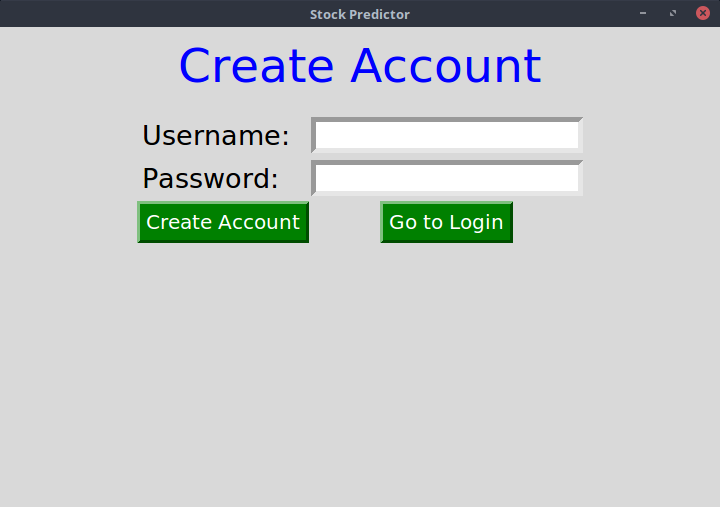 Stock Predictor
Create Account
Username:
Password:
Create Account Go to Login